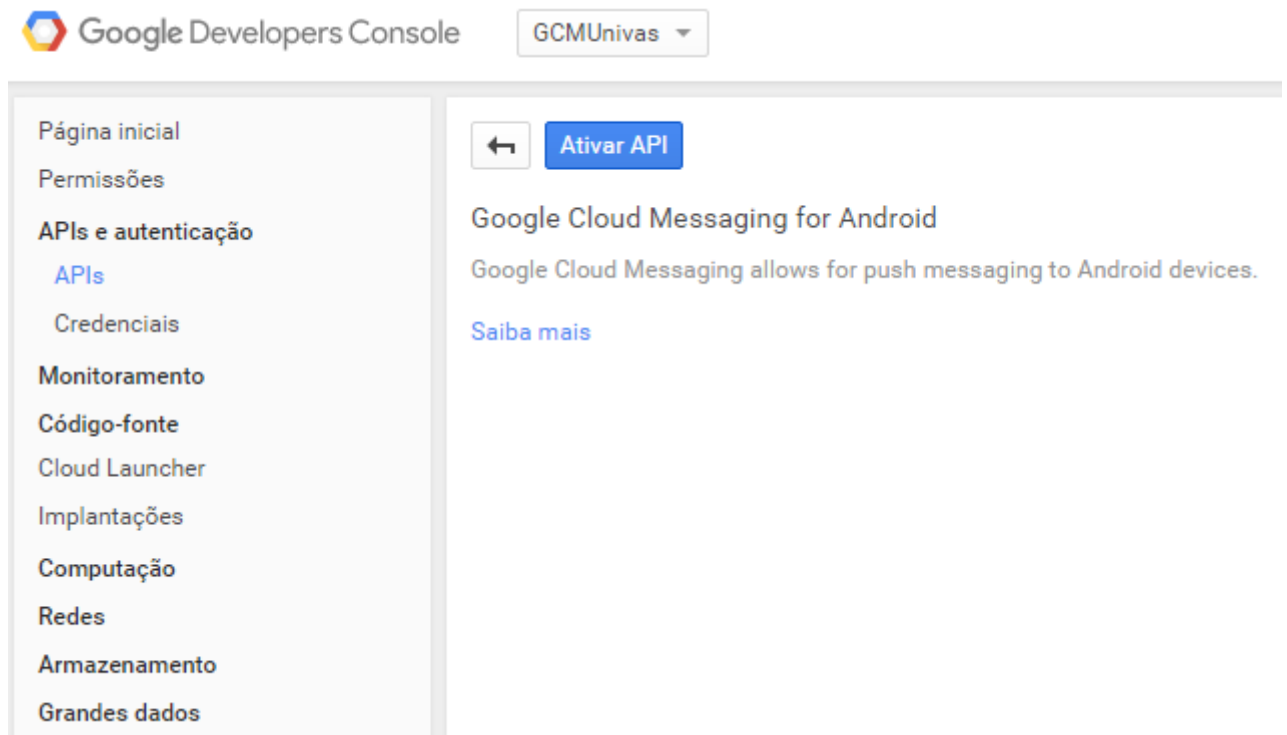 Google Developers Console
GCMUnivas
Página inicial
Permissões
APIs e autenticação
APIs
Credenciais
Monitoramento
Código-fonte
Cloud Launcher
Implantações
Computação
Redes
Armazenamento
Grandes dados
Ativar API
Google Cloud Messaging for Android
Google Cloud Messaging allows for push messaging to Android devices.
Saiba mais